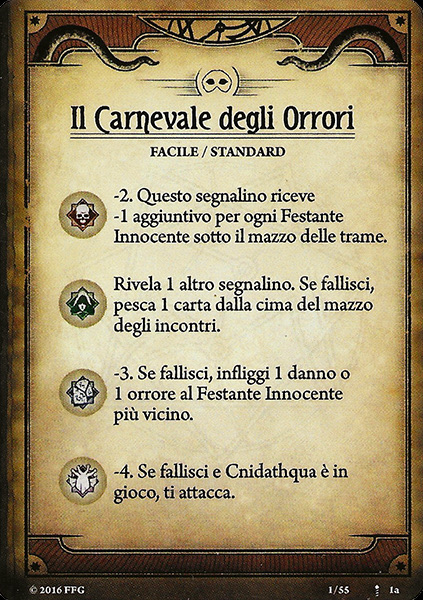 Il Carnevale degli Orrori
FACILE / STANDARD
-2. Questo segnalino riceve
-1 aggiuntivo per ogni Festante
Innocente sotto il mazzo delle trame.
Rivela 1 altro segnalino. Se fallisci,
pesca 1 carta dalla cima del mazzo
degli incontri.
-3. Se fallisci, infliggi 1 danno o
1 orrore al Festante Innocente
più vicino.
-4. Se fallisci e Cnidathqua è in
gioco, ti attacca.
© 2016 FFG
1/55
1a